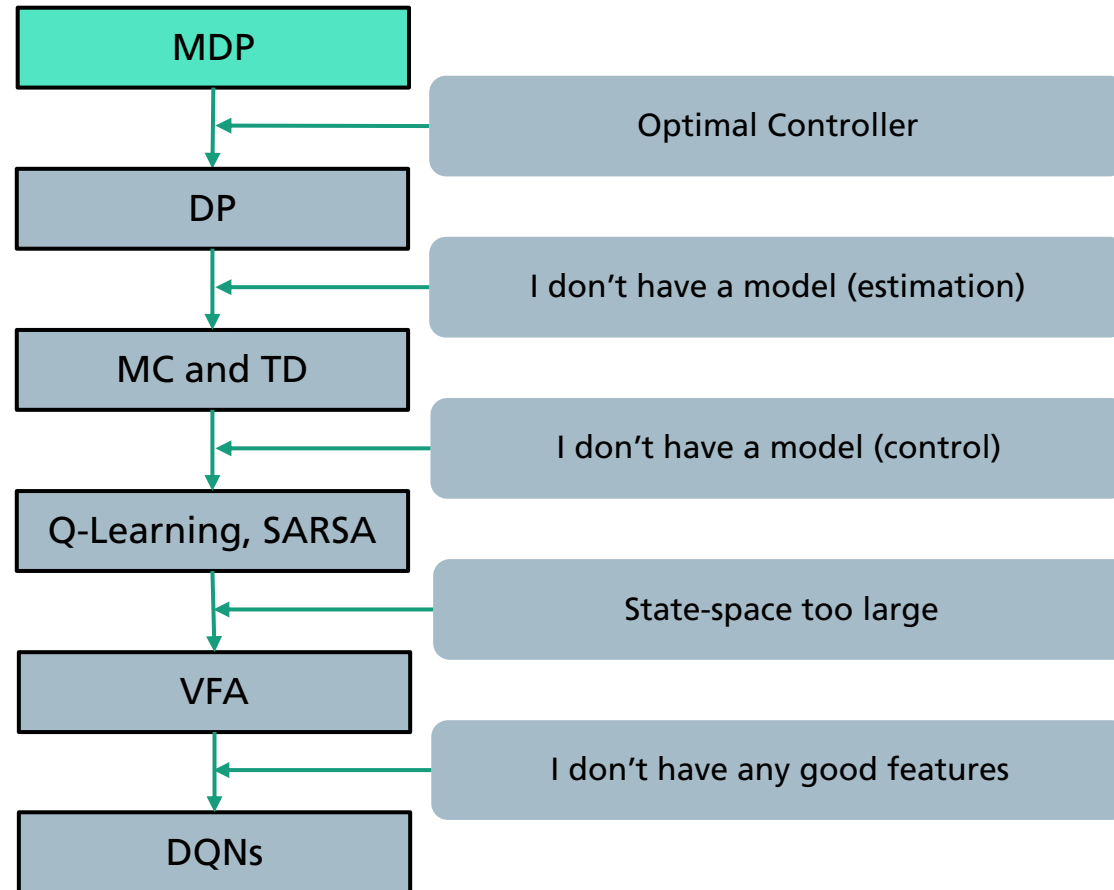 MDP
Optimal Controller
DP
I don’t have a model (estimation)
MC and TD
I don’t have a model (control)
Q-Learning, SARSA
State-space too large
VFA
I don’t have any good features
DQNs